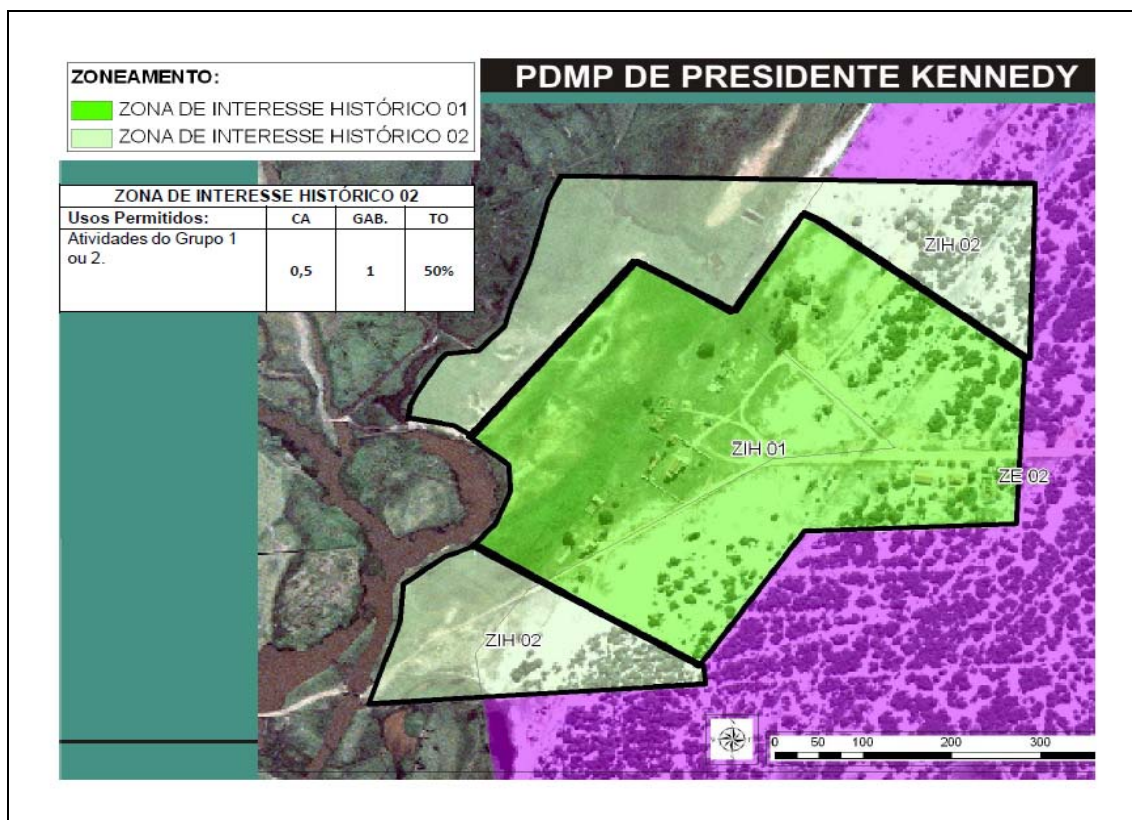 PDMP DE PRESIDENTE KENNEDY
ZONEAMENTO:
ZONA DE INTERESSE HISTÓRICO 01
ZONA DE INTERESSE HISTÓRICO 02
ZONA DE INTERESSE HISTÓRICO 02
Usos Permitidos: CA GAB. TO
Atividades do Grupo 1
ou 2.
0,5 1 50%
ZIH 02
ZIH 01
ZE 02
ZIH 02
0 50 100 200 300